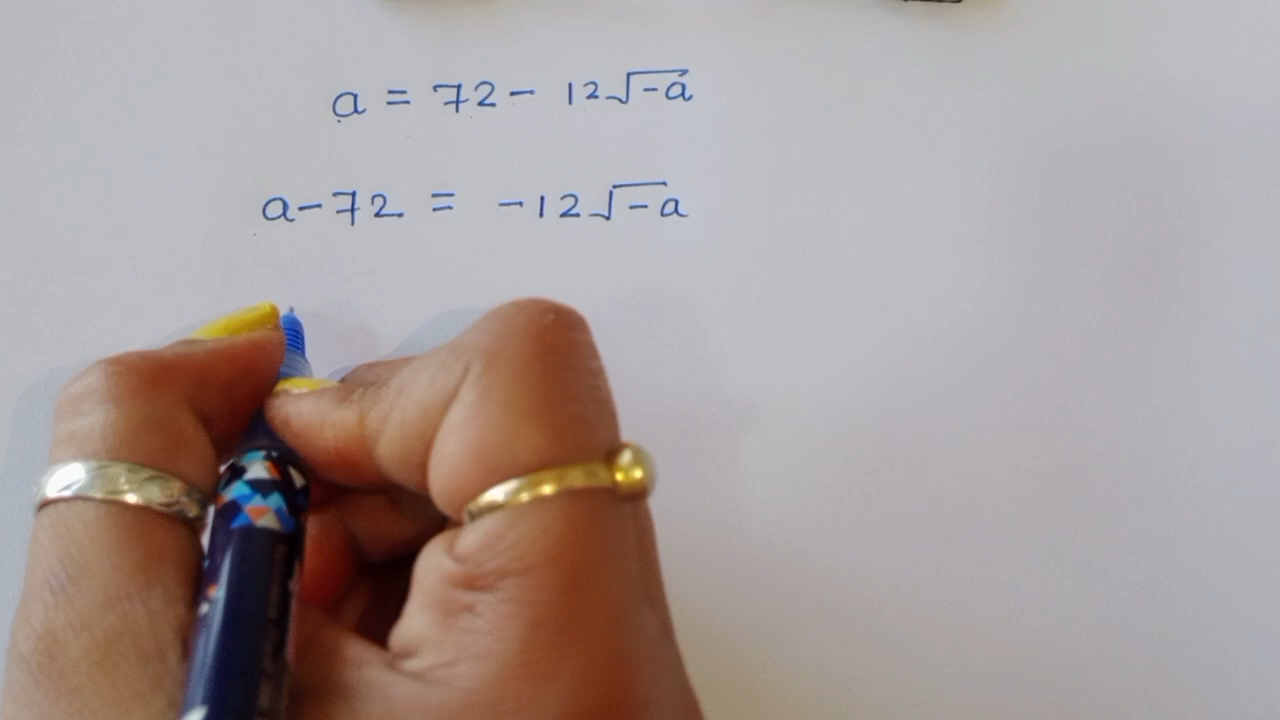 a = 72 - 12√-a
a-72 = -12√-a